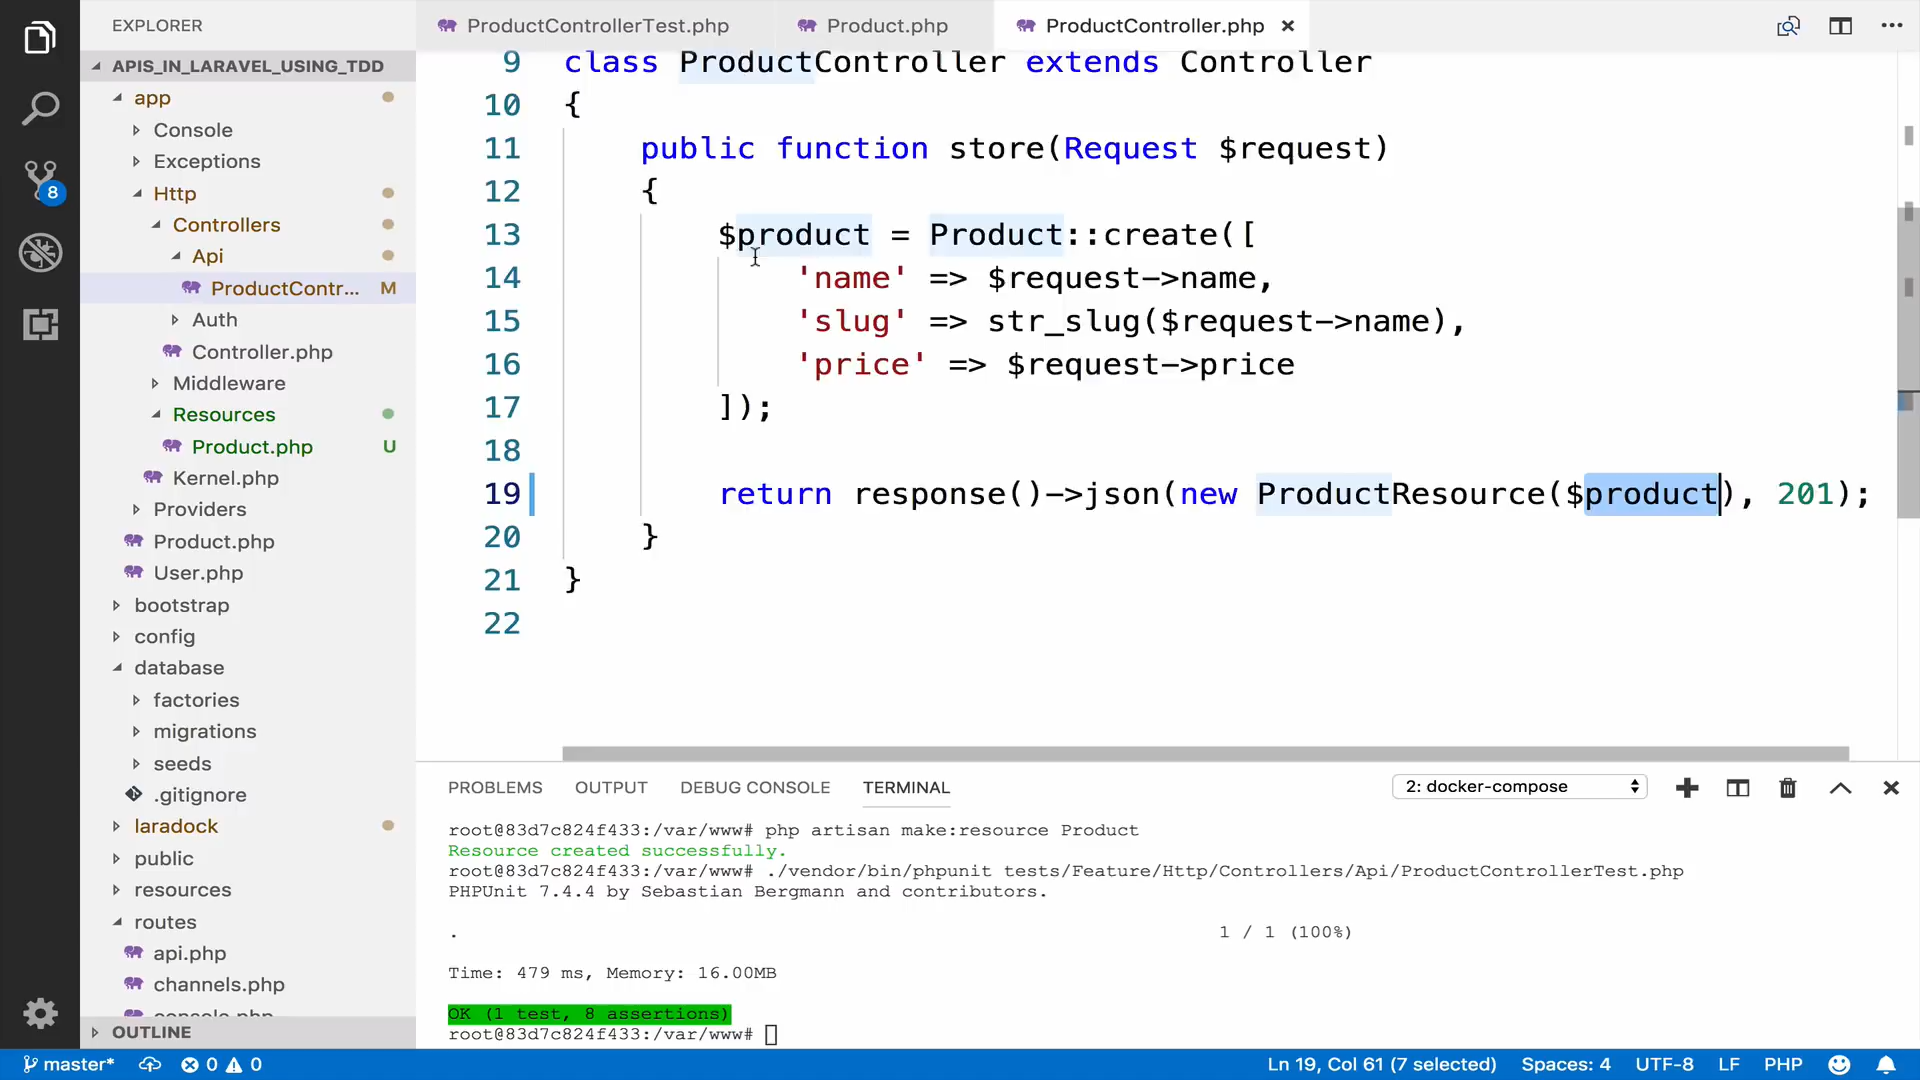 EXPLORER
APIS_IN_LARAVEL_USING_TDD
app
Console
Exceptions
Http
Controllers
Api
ProductContr... M
Auth
Controller.php
Middleware
Resources
Product.php U
Kernel.php
Providers
Product.php
User.php
bootstrap
config
database
factories
migrations
seeds
.gitignore
laradock
public
resources
routes
api.php
channels.php
console.php
OUTLINE
8
ProductControllerTest.php Product.php ProductController.php
9 class ProductController extends Controller
10 {
11 public function store(Request $request)
12 {
13 $product = Product::create([
14 'name' => $request->name,
15 'slug' => str_slug($request->name),
16 'price' => $request->price
17 ]);
18
19 return response()->json(new ProductResource($product), 201);
20 }
21 }
22
PROBLEMS OUTPUT DEBUG CONSOLE TERMINAL 2: docker-compose
root@83d7c824f433:/var/www# php artisan make:resource Product
Resource created successfully.
root@83d7c824f433:/var/www# ./vendor/bin/phpunit tests/Feature/Http/Controllers/Api/ProductControllerTest.php
PHPUnit 7.4.4 by Sebastian Bergmann and contributors.
. 1 / 1 (100%)
Time: 479 ms, Memory: 16.00MB
OK (1 test, 8 assertions)
root@83d7c824f433:/var/www#
master* 0 0 Ln 19, Col 61 (7 selected) Spaces: 4 UTF-8 LF PHP